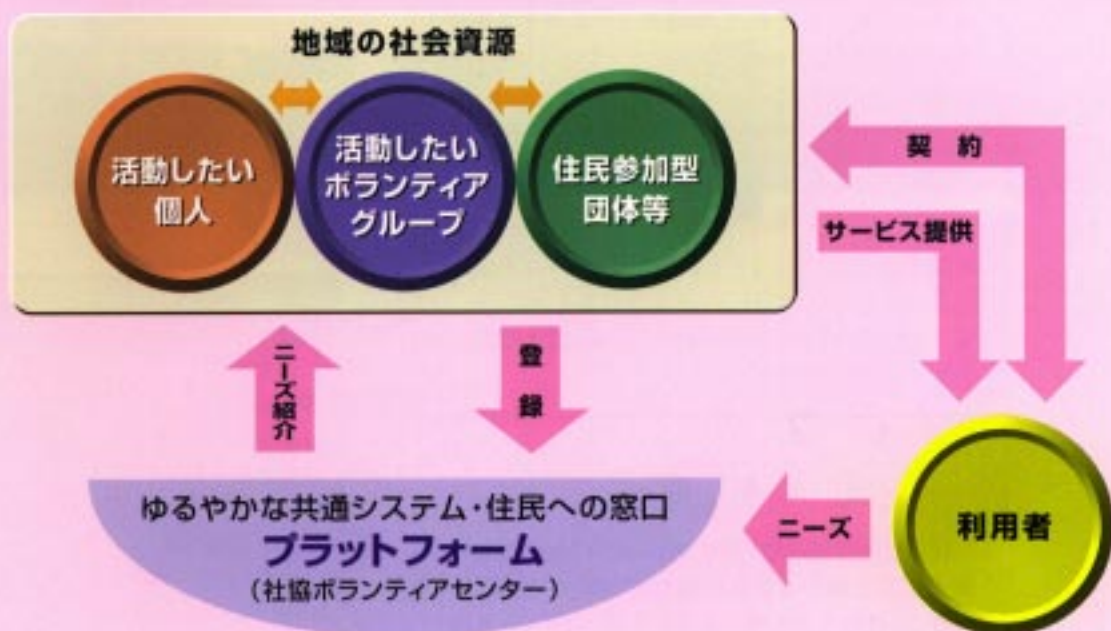 地域の社会資源
活動したい
個人
活動したい
ボランティア
グループ
住民参加型
団体等
契約
サービス提供
ニーズ紹介
登録
ゆるやかな共通システム・住民への窓口
プラットフォーム
(社協ボランティアセンター)
ニーズ
利用者